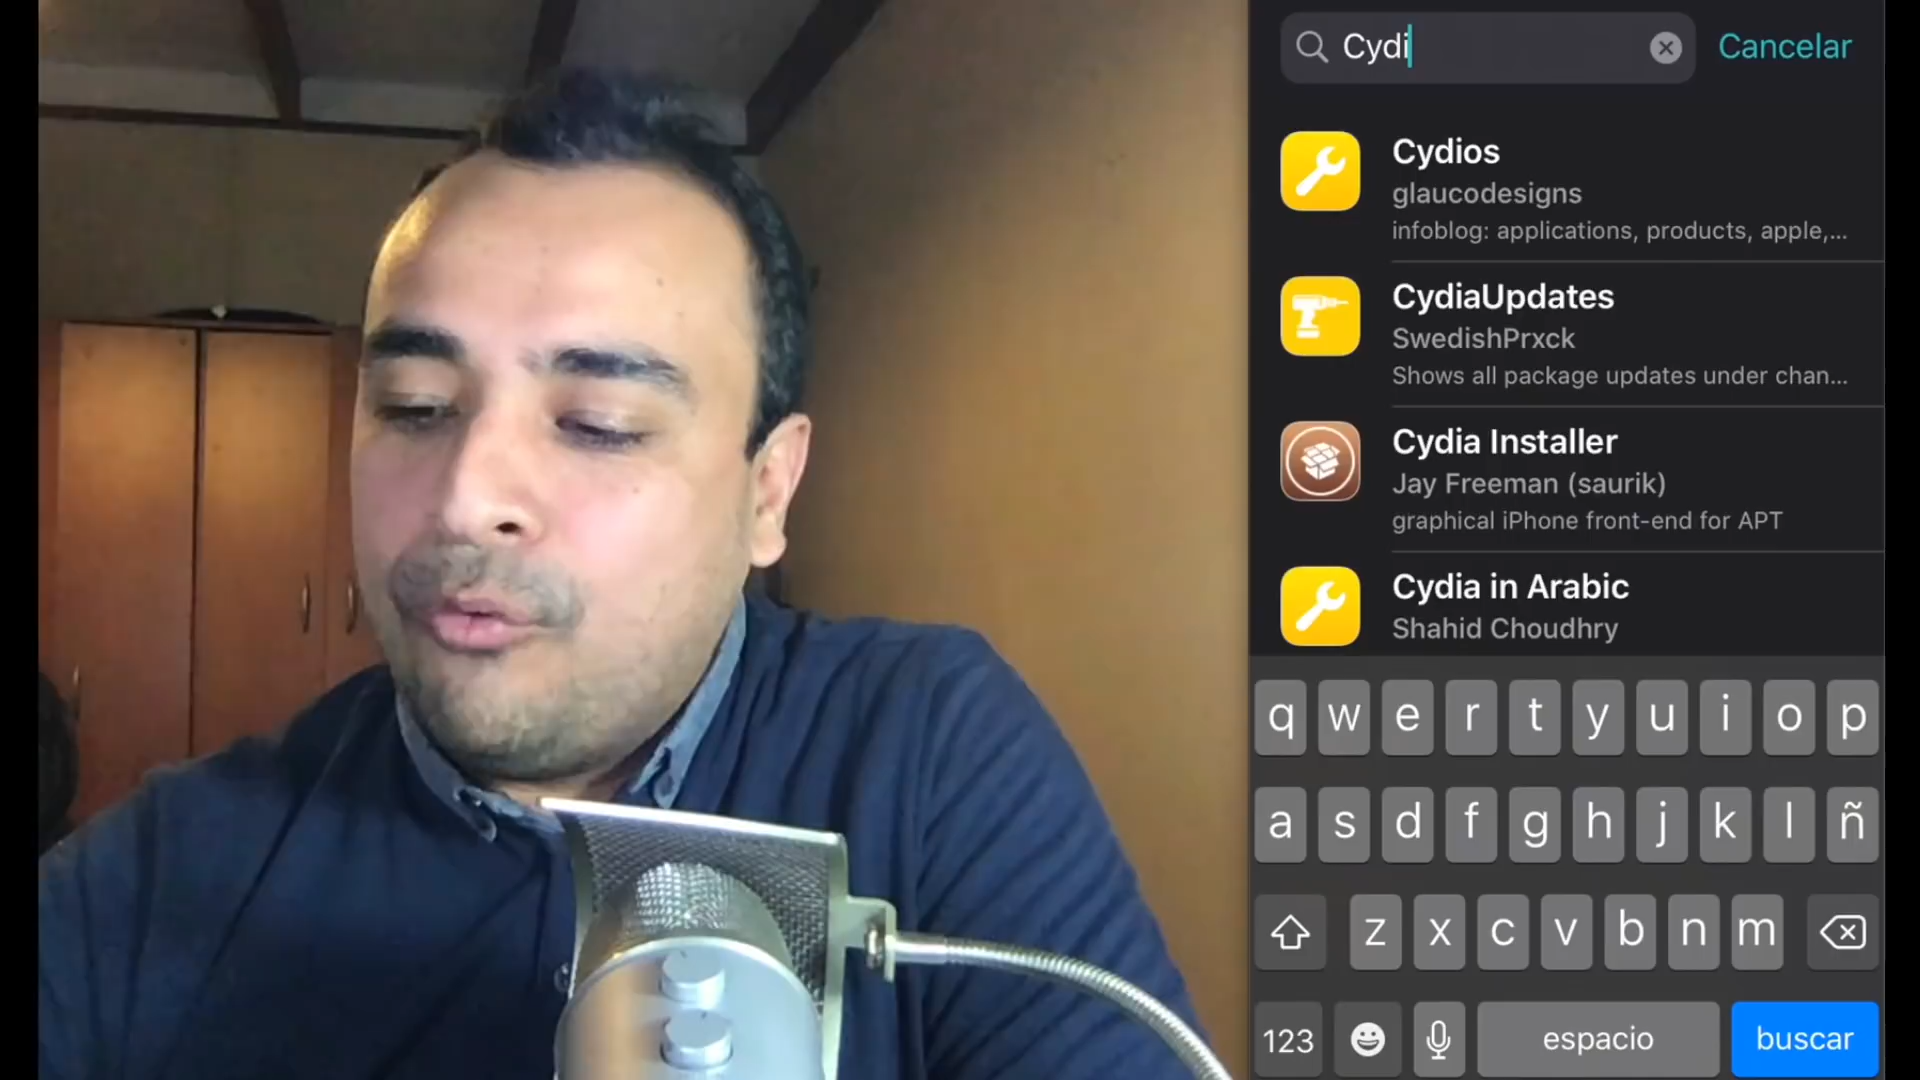 Cydi
Cancelar
Cydios
glaucodesigns
infoblog: applications, products, apple,...
CydiaUpdates
SwedishPrxck
Shows all package updates under chan...
Cydia Installer
Jay Freeman (saurik)
graphical iPhone front-end for APT
Cydia in Arabic
Shahid Choudhry
q w e r t y u i o p
a s d f g h j k l ñ
z x c v b n m
123 espacio buscar